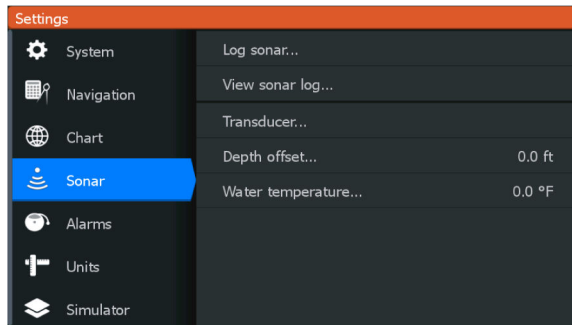 Settings
System
Navigation
Chart
Sonar
Alarms
Units
Simulator
Log sonar...
View sonar log...
Transducer...
Depth offset... 0.0 ft
Water temperature... 0.0 °F